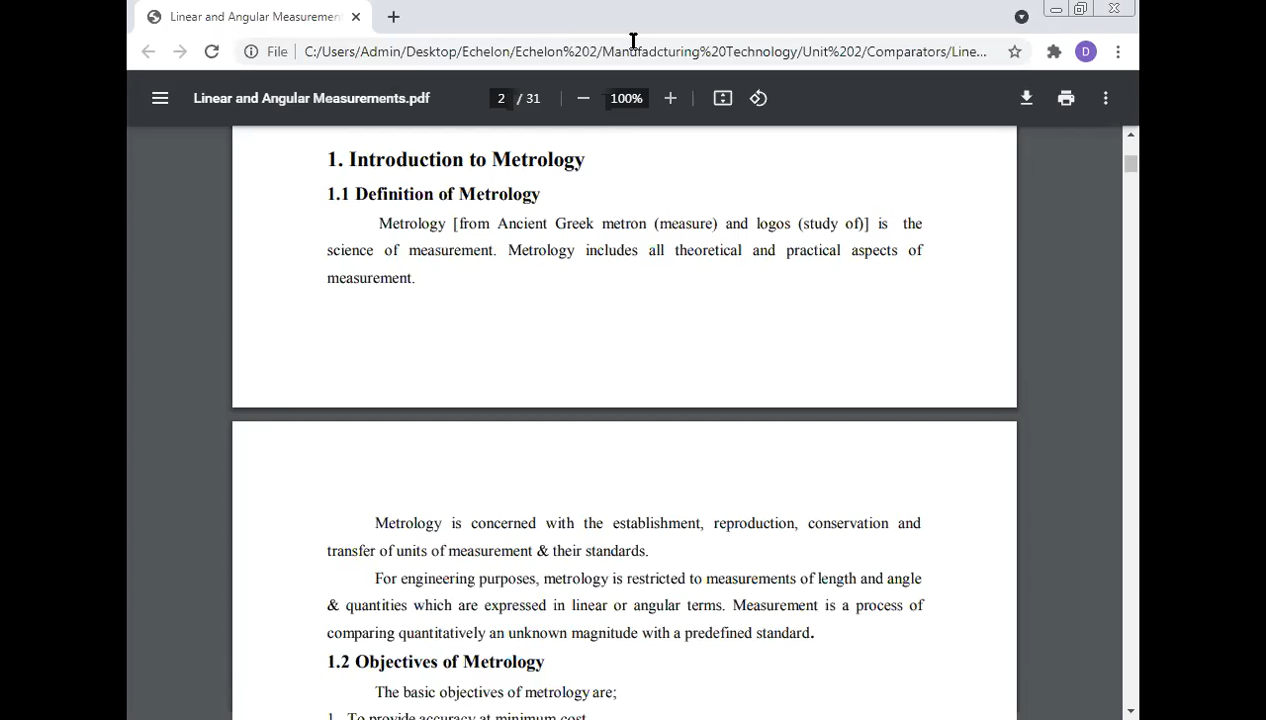 Linear and Angular Measurement
File C:/Users/Admin/Desktop/Echelon/Echelon%202/Manufadcturing%20Technology/Unit%202/Comparators/Line... D
Linear and Angular Measurements.pdf 2 / 31 100%
1. Introduction to Metrology
1.1 Definition of Metrology
Metrology [from Ancient Greek metron (measure) and logos (study of)] is the
science of measurement. Metrology includes all theoretical and practical aspects of
measurement.
Metrology is concerned with the establishment, reproduction, conservation and
transfer of units of measurement & their standards.
For engineering purposes, metrology is restricted to measurements of length and angle
& quantities which are expressed in linear or angular terms. Measurement is a process of
comparing quantitatively an unknown magnitude with a predefined standard.
1.2 Objectives of Metrology
The basic objectives of metrology are;
1. To provide accuracy at minimum cost.